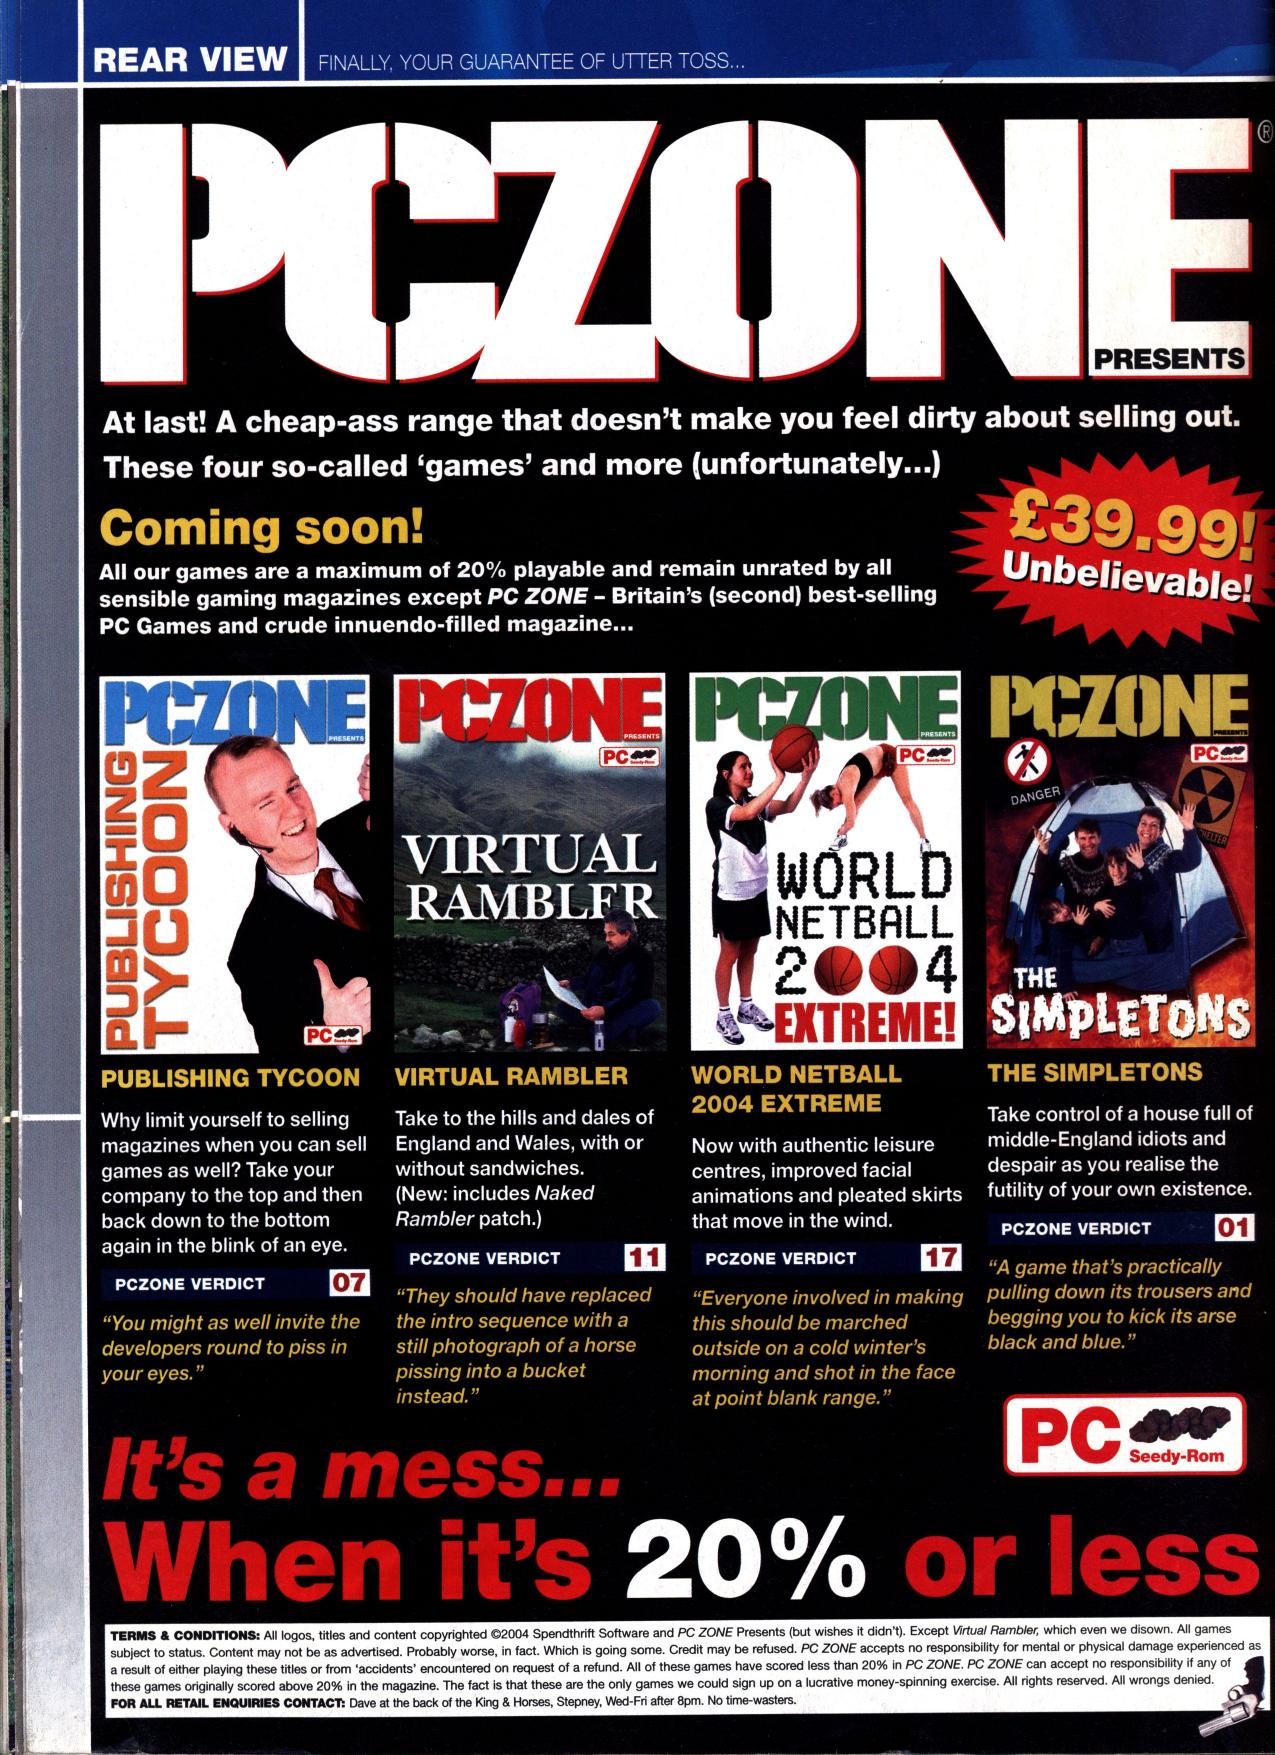 REAR VIEW
FINALLY, YOUR GUARANTEE OF UTTER TOSS...
PCZONE
®
PRESENTS
At last! A cheap-ass range that doesn't make you feel dirty about selling out.
These four so-called 'games' and more (unfortunately...)
Coming soon!
£39.99!
Unbelievable!
All our games are a maximum of 20% playable and remain unrated by all
sensible gaming magazines except PC ZONE – Britain's (second) best-selling
PC Games and crude innuendo-filled magazine...
PCZONE
PRESENTS
PUBLISHING
TYCOON
PC
Seedy-Rom
PCZONE
PRESENTS
PC
Seedy-Rom
VIRTUAL
RAMBLER
PCZONE
PRESENTS
PC
Seedy-Rom
WORLD
NETBALL
2004
EXTREME!
PCZONE
PRESENTS
PC
Seedy-Rom
DANGER
SHELTER
THE
SIMPLETONS
PUBLISHING TYCOON
Why limit yourself to selling
magazines when you can sell
games as well? Take your
company to the top and then
back down to the bottom
again in the blink of an eye.
PCZONE VERDICT 07
"You might as well invite the
developers round to piss in
your eyes."
VIRTUAL RAMBLER
Take to the hills and dales of
England and Wales, with or
without sandwiches.
(New: includes Naked
Rambler patch.)
PCZONE VERDICT 11
"They should have replaced
the intro sequence with a
still photograph of a horse
pissing into a bucket
instead."
WORLD NETBALL
2004 EXTREME
Now with authentic leisure
centres, improved facial
animations and pleated skirts
that move in the wind.
PCZONE VERDICT 17
"Everyone involved in making
this should be marched
outside on a cold winter's
morning and shot in the face
at point blank range."
THE SIMPLETONS
Take control of a house full of
middle-England idiots and
despair as you realise the
futility of your own existence.
PCZONE VERDICT 01
"A game that's practically
pulling down its trousers and
begging you to kick its arse
black and blue."
PC
Seedy-Rom
It's a mess...
When it's 20% or less
TERMS & CONDITIONS: All logos, titles and content copyrighted ©2004 Spendthrift Software and PC ZONE Presents (but wishes it didn't). Except Virtual Rambler, which even we disown. All games
subject to status. Content may not be as advertised. Probably worse, in fact. Which is going some. Credit may be refused. PC ZONE accepts no responsibility for mental or physical damage experienced as
a result of either playing these titles or from 'accidents' encountered on request of a refund. All of these games have scored less than 20% in PC ZONE. PC ZONE can accept no responsibility if any of
these games originally scored above 20% in the magazine. The fact is that these are the only games we could sign up on a lucrative money-spinning exercise. All rights reserved. All wrongs denied.
FOR ALL RETAIL ENQUIRIES CONTACT: Dave at the back of the King & Horses, Stepney, Wed-Fri after 8pm. No time-wasters.